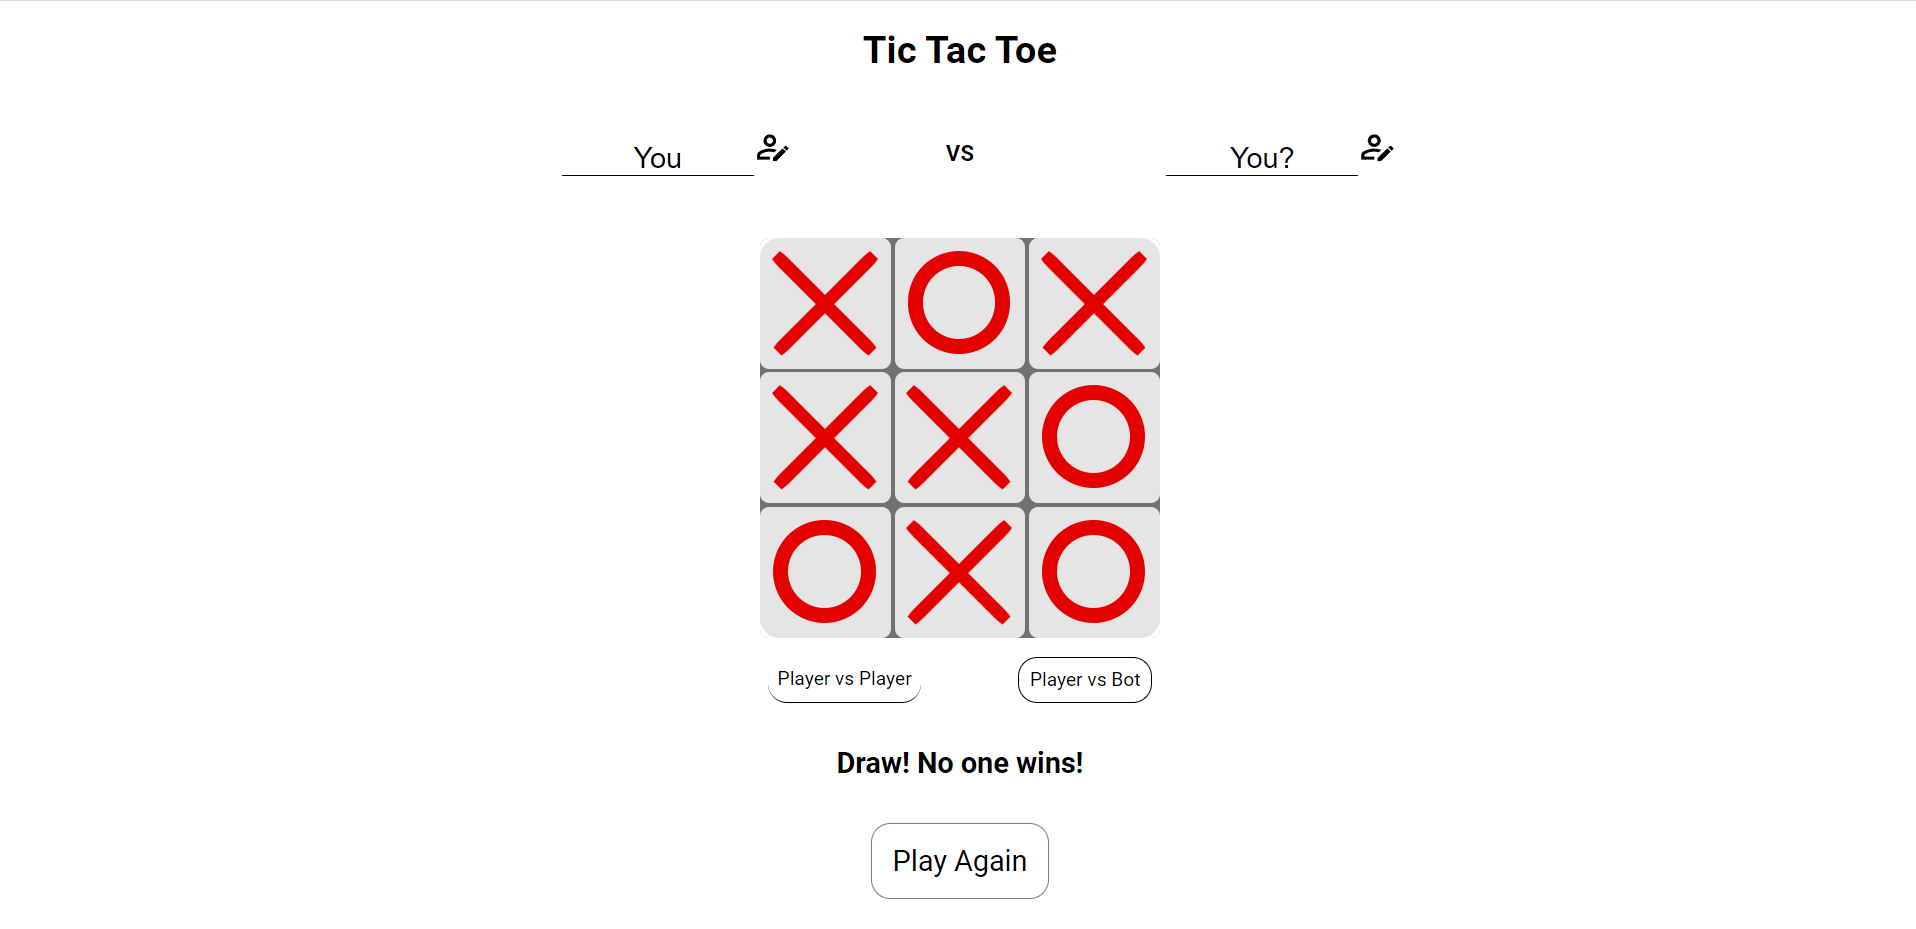 Tic Tac Toe
You vs You?
X O X
X X O
O X O
Player vs Player Player vs Bot
Draw! No one wins!
Play Again